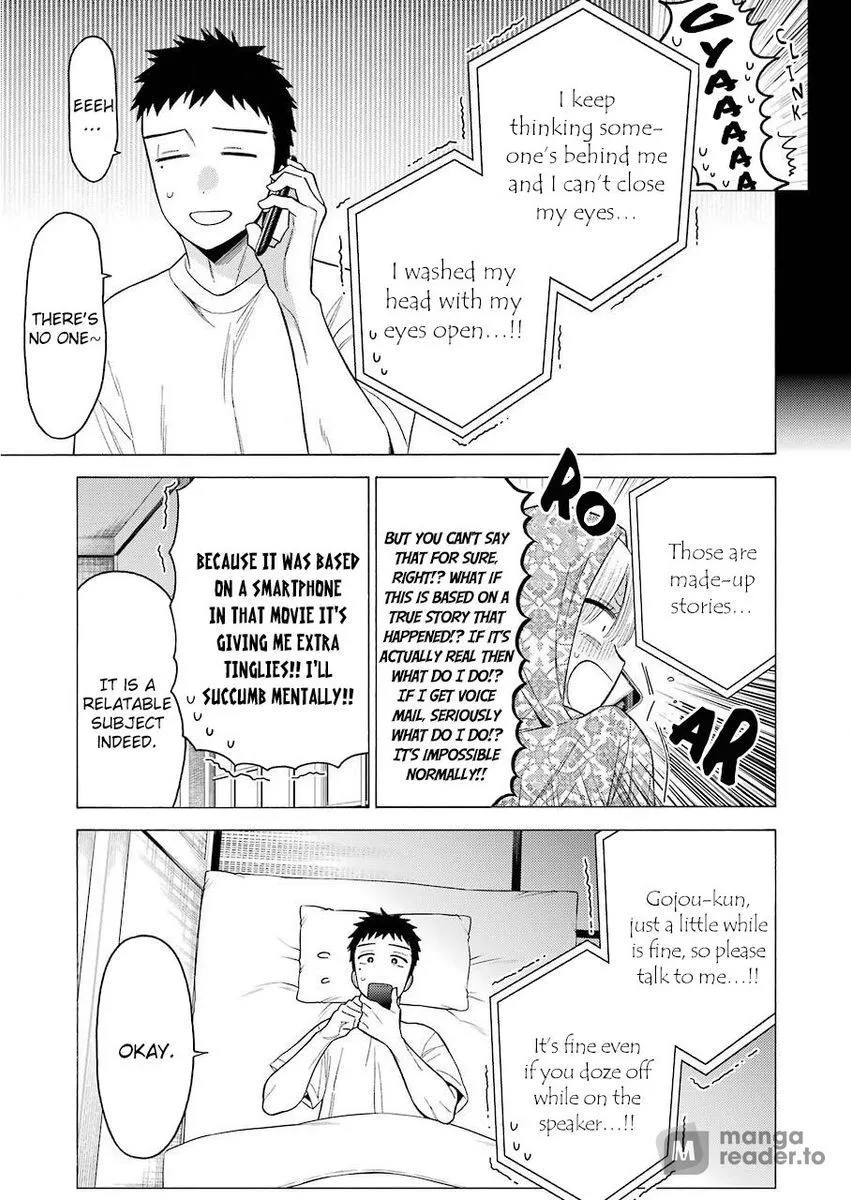 GYAAAAA
CLINK
I keep
thinking some-
one's behind me
and I can't close
my eyes...
I washed my
head with my
eyes open...!!
EEEH
...
THERE'S
NO ONE~
Those are
made-up
stories...
RO
AR
BUT YOU CAN'T SAY
THAT FOR SURE,
RIGHT!? WHAT IF
THIS IS BASED ON A
TRUE STORY THAT
HAPPENED!? IF IT'S
ACTUALLY REAL THEN
WHAT DO I DO!?
IF I GET VOICE
MAIL, SERIOUSLY
WHAT DO I DO!?
IT'S IMPOSSIBLE
NORMALLY!!
BECAUSE IT WAS BASED
ON A SMARTPHONE
IN THAT MOVIE IT'S
GIVING ME EXTRA
TINGLIES!! I'LL
SUCCUMB MENTALLY!!
IT IS A
RELATABLE
SUBJECT
INDEED.
Gojou-kun,
just a little while
is fine, so please
talk to me...!!
It's fine even
if you doze off
while on the
speaker...!!
OKAY.
M manga
reader.to